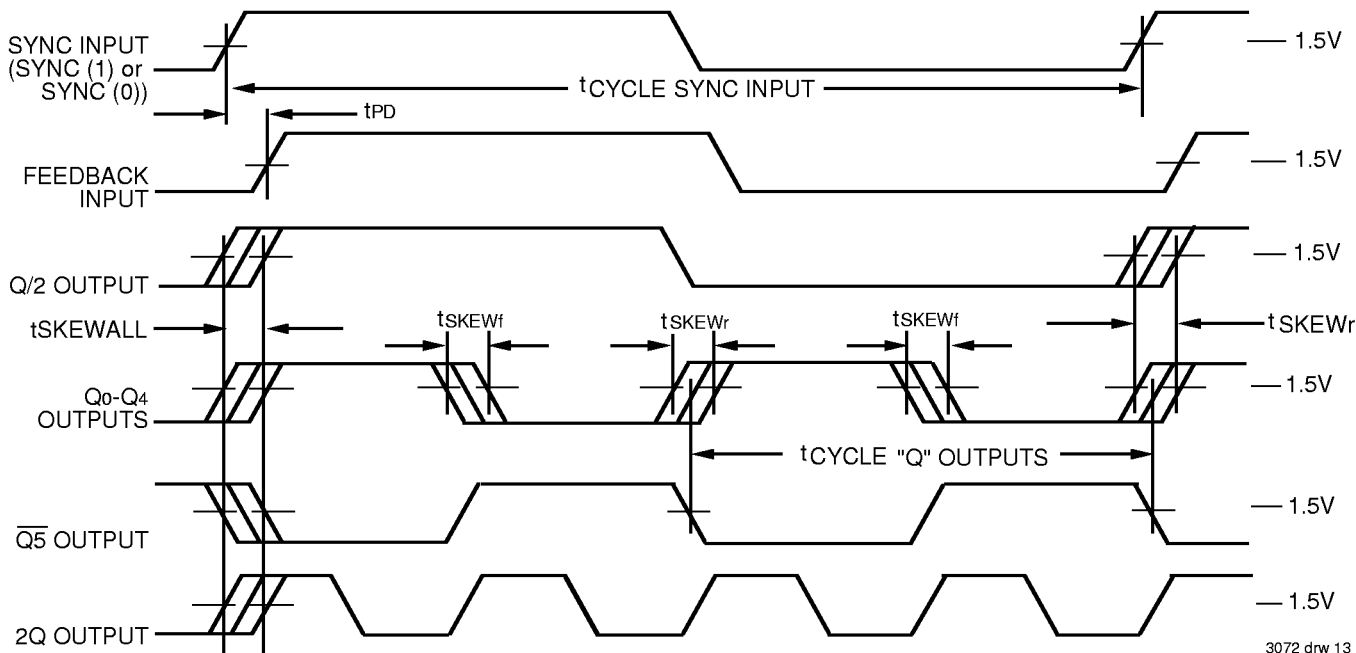 SYNC INPUT
(SYNC (1) or
SYNC (0))
1.5V
tCYCLE SYNC INPUT
tPD
FEEDBACK
INPUT
1.5V
Q/2 OUTPUT
1.5V
tSKEWALL
tSKEWf
tSKEWr
tSKEWf
tSKEWr
Q0-Q4
OUTPUTS
1.5V
tCYCLE "Q" OUTPUTS
Q5 OUTPUT
1.5V
2Q OUTPUT
1.5V
3072 drw 13